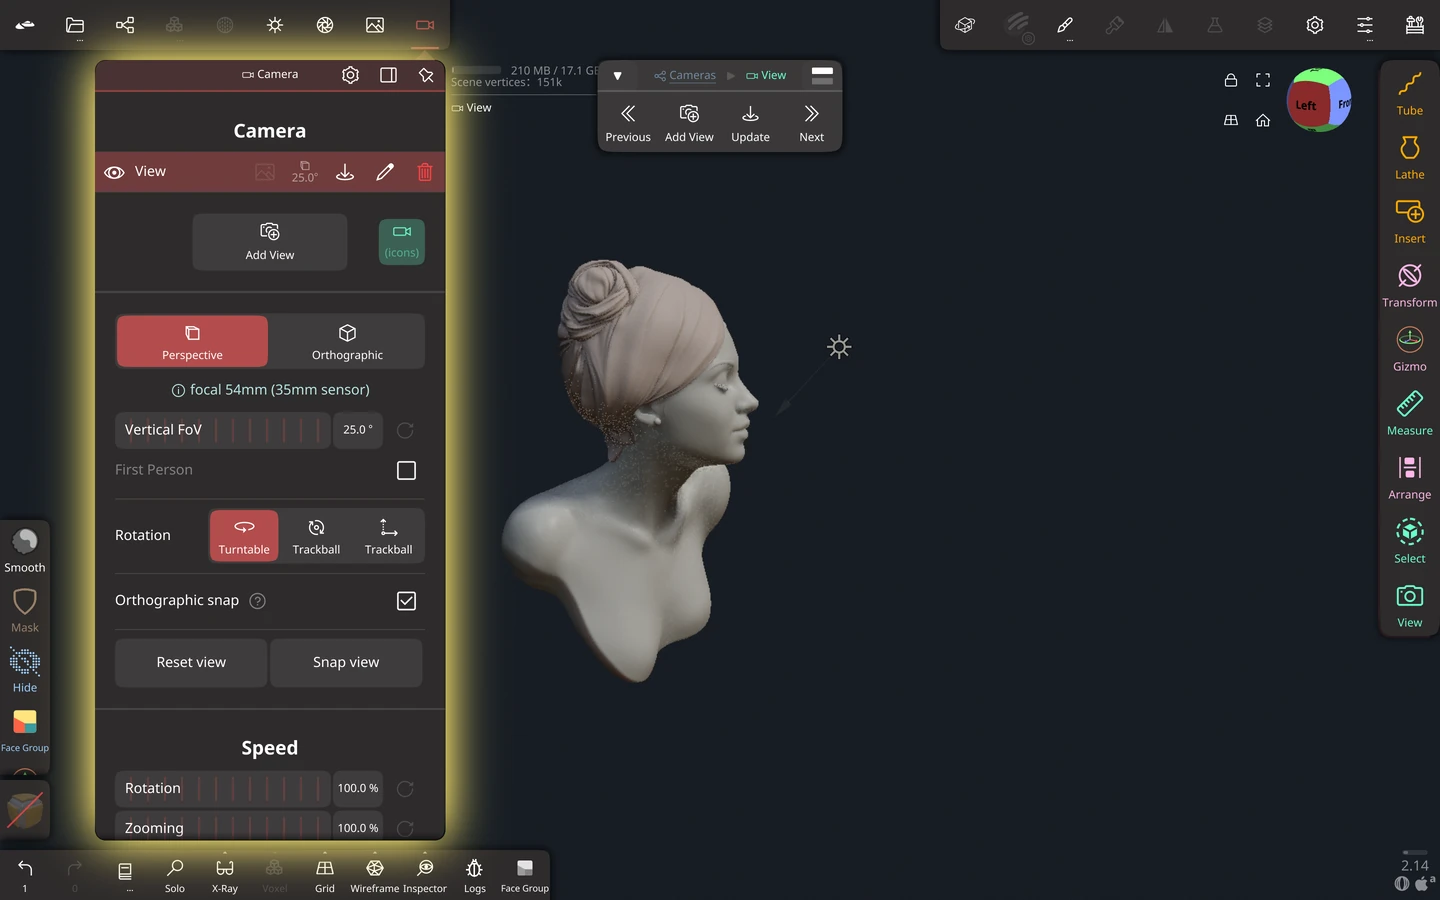 Camera
210 MB / 17.1 GB
Scene vertices: 151k
View
Cameras
View
Previous
Add View
Update
Next
Left
Camera
View
25.0°
Add View
(icons)
Perspective
Orthographic
focal 54mm (35mm sensor)
Vertical FoV
25.0 °
First Person
Rotation
Turntable
Trackball
Trackball
Orthographic snap
?
Reset view
Snap view
Speed
Rotation
100.0 %
Zooming
100.0 %
Smooth
Mask
Hide
Face Group
Tube
Lathe
Insert
Transform
Gizmo
Measure
Arrange
Select
View
1
0
...
Solo
X-Ray
Voxel
Grid
Wireframe
Inspector
Logs
Face Group
2.14
a